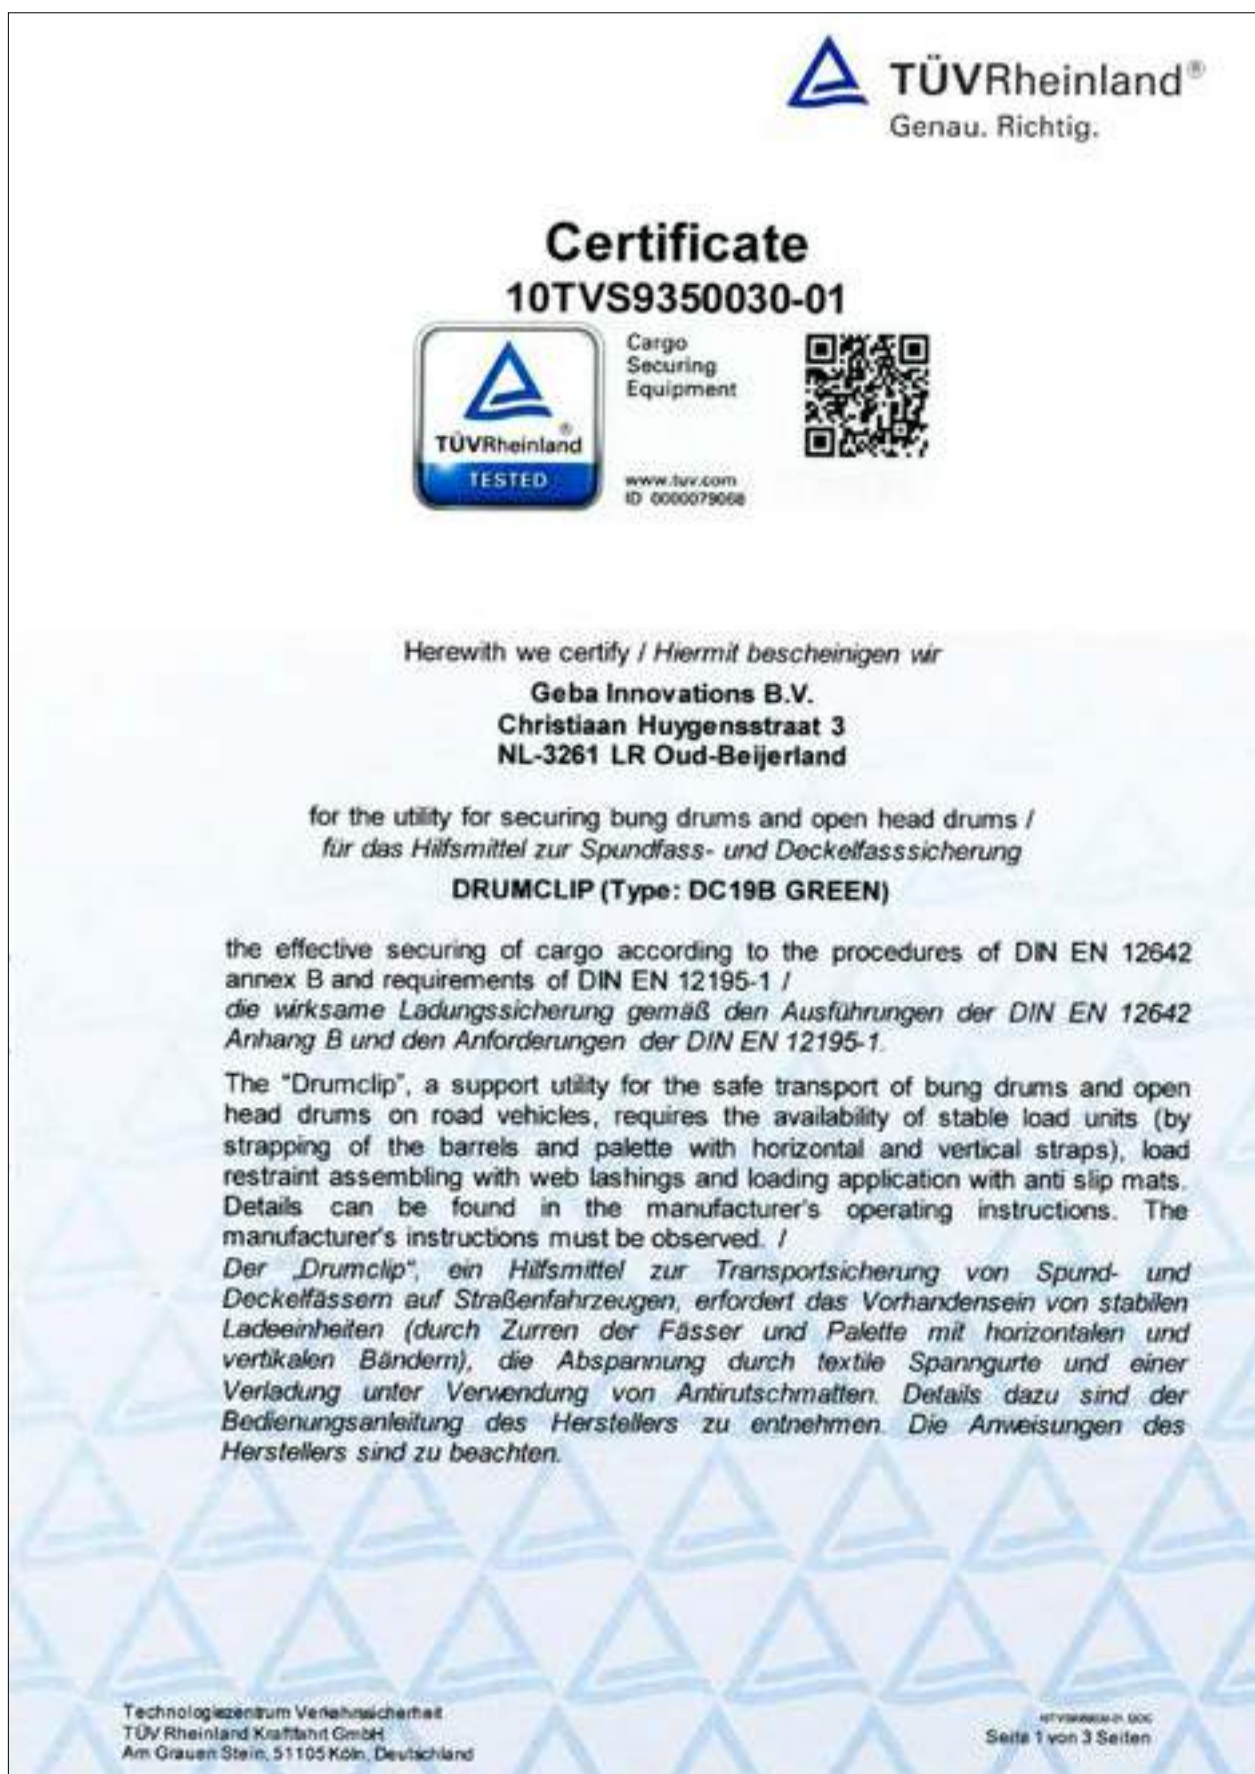 TÜVRheinland®
Genau. Richtig.
Certificate
10TVS9350030-01
Cargo
Securing
Equipment
TÜVRheinland®
TESTED
www.tuv.com
ID 0000079068
Herewith we certify / Hiermit bescheinigen wir
Geba Innovations B.V.
Christiaan Huygensstraat 3
NL-3261 LR Oud-Beijerland
for the utility for securing bung drums and open head drums /
für das Hilfsmittel zur Spundfass- und Deckelfasssicherung
DRUMCLIP (Type: DC19B GREEN)
the effective securing of cargo according to the procedures of DIN EN 12642
annex B and requirements of DIN EN 12195-1 /
die wirksame Ladungssicherung gemäß den Ausführungen der DIN EN 12642
Anhang B und den Anforderungen der DIN EN 12195-1.
The "Drumclip", a support utility for the safe transport of bung drums and open
head drums on road vehicles, requires the availability of stable load units (by
strapping of the barrels and palette with horizontal and vertical straps), load
restraint assembling with web lashings and loading application with anti slip mats.
Details can be found in the manufacturer's operating instructions. The
manufacturer's instructions must be observed. /
Der „Drumclip“, ein Hilfsmittel zur Transportsicherung von Spund- und
Deckelfässern auf Straßenfahrzeugen, erfordert das Vorhandensein von stabilen
Ladeeinheiten (durch Zurren der Fässer und Palette mit horizontalen und
vertikalen Bändern), die Abspannung durch textile Spanngurte und einer
Verladung unter Verwendung von Antirutschmatten. Details dazu sind der
Bedienungsanleitung des Herstellers zu entnehmen. Die Anweisungen des
Herstellers sind zu beachten.
Technologiezentrum Verkehrssicherheit
TÜV Rheinland Kraftfahrt GmbH
Am Grauen Stein, 51105 Köln, Deutschland
Seite 1 von 3 Seiten